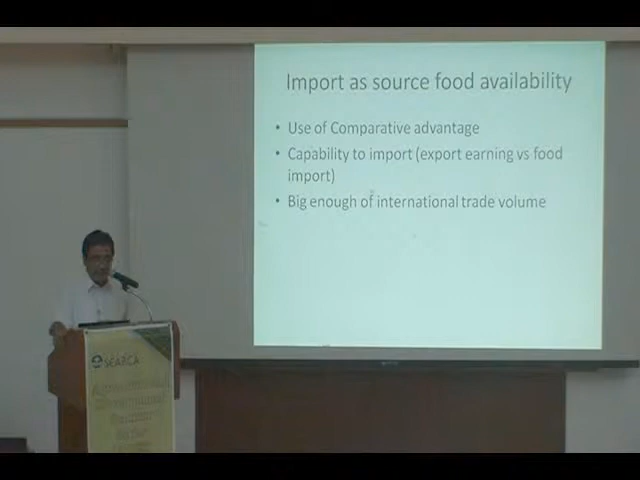 Import as source food availability
• Use of Comparative advantage
• Capability to import (export earning vs food
import)
• Big enough of international trade volume
SEARCA